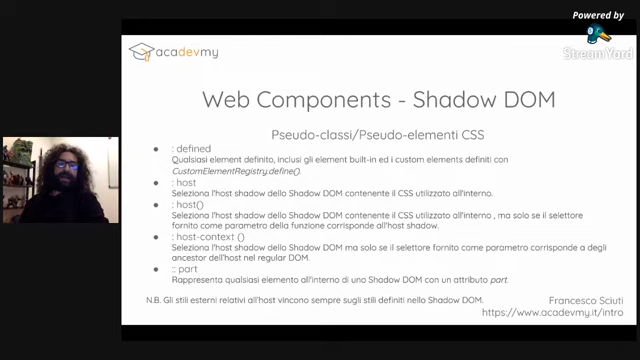 Powered by
StreamYard
acadevmy
Web Components - Shadow DOM
Pseudo-classi/Pseudo-elementi CSS
: defined
Qualsiasi element definito, inclusi gli element built-in ed i custom elements definiti con
CustomElementRegistry.define().
: host
Seleziona l'host shadow dello Shadow DOM contenente il CSS utilizzato all'interno.
: host()
Seleziona l'host shadow dello Shadow DOM contenente il CSS utilizzato all'interno , ma solo se il selettore
fornito come parametro della funzione corrisponde all'host shadow.
: host-context ()
Seleziona l'host shadow dello Shadow DOM ma solo se il selettore fornito come parametro corrisponde a degli
ancestor dell'host nel regular DOM.
:: part
Rappresenta qualsiasi elemento all'interno di uno Shadow DOM con un attributo part.
N.B. Gli stili esterni relativi all'host vincono sempre sugli stili definiti nello Shadow DOM.
Francesco Sciuti
https://www.acadevmy.it/intro